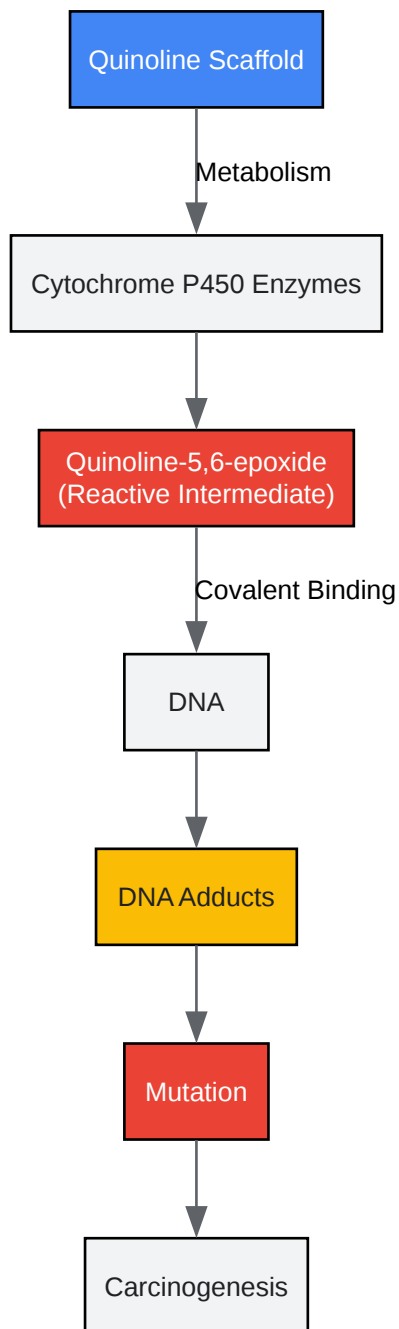 Quinoline Scaffold
Metabolism
Cytochrome P450 Enzymes
Quinoline-5,6-epoxide
(Reactive Intermediate)
Covalent Binding
DNA
DNA Adducts
Mutation
Carcinogenesis